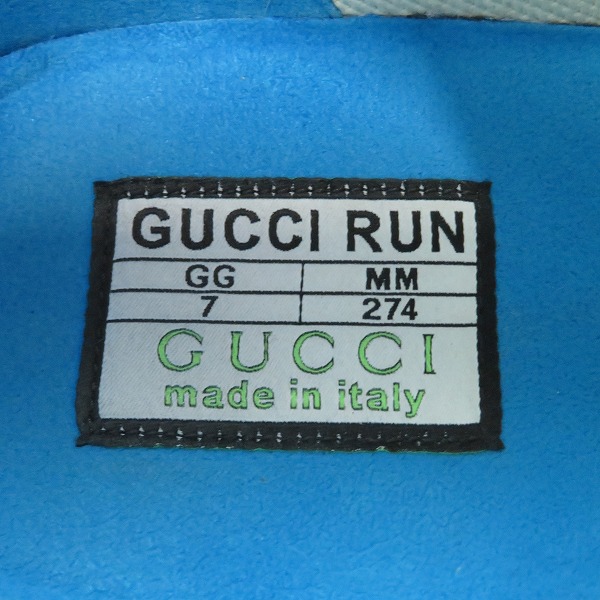 GUCCI RUN
GG MM
7 274
GUCCI
made in italy